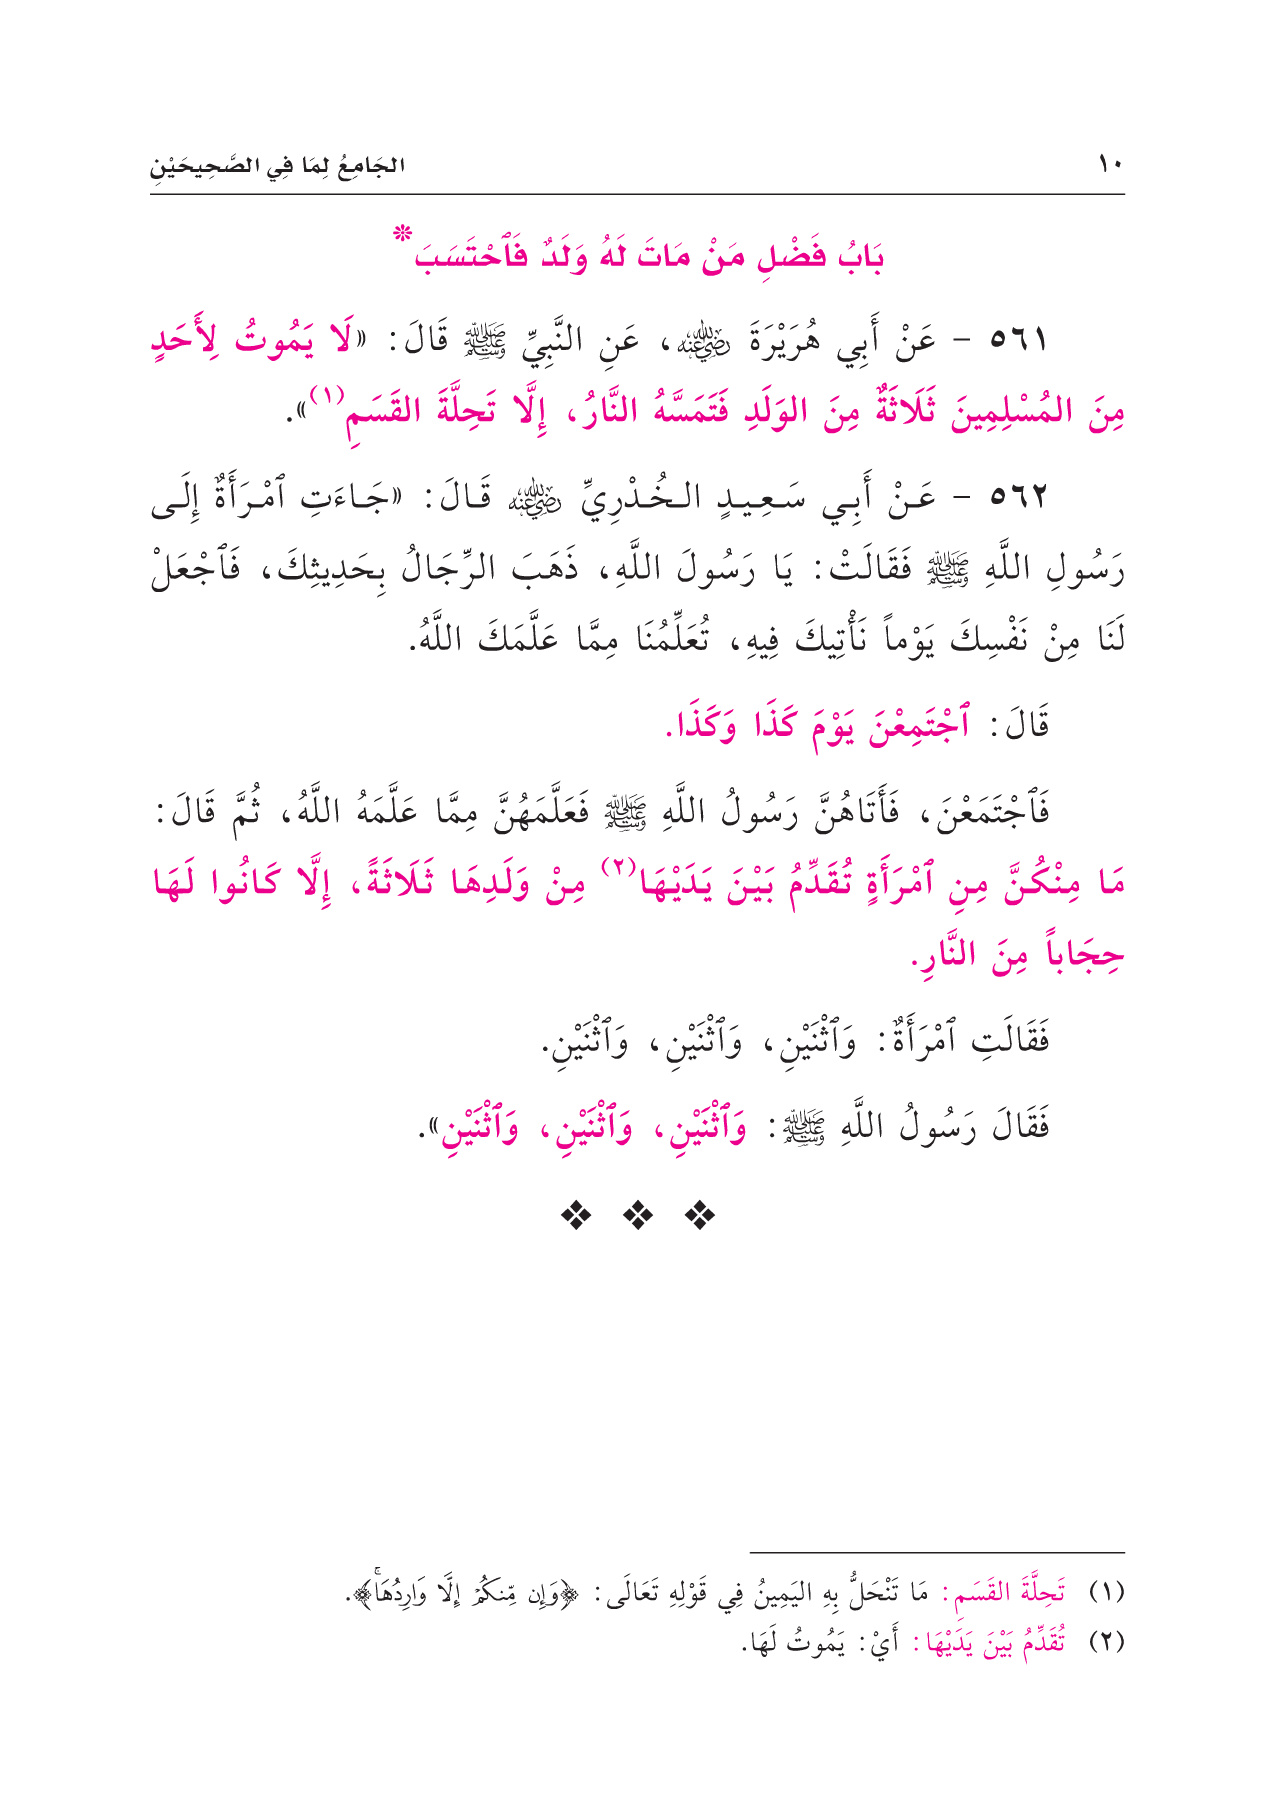 ١٠ الجَامِعُ لِمَا فِي الصَّحِيحَيْنِ
بَابُ فَضْلِ مَنْ مَاتَ لَهُ وَلَدٌ فَٱحْتَسَبَ*
٥٦١ - عَنْ أَبِي هُرَيْرَةَ رضي الله عنه، عَنِ النَّبِيِّ ﷺ قَالَ: «لَا يَمُوتُ لِأَحَدٍ
مِنَ المُسْلِمِينَ ثَلَاثَةٌ مِنَ الوَلَدِ فَتَمَسَّهُ النَّارُ، إِلَّا تَحِلَّةَ القَسَمِ(١)».
٥٦٢ - عَنْ أَبِي سَعِيدٍ الخُدْرِيِّ رضي الله عنه قَالَ: «جَاءَتِ ٱمْرَأَةٌ إِلَى
رَسُولِ اللَّهِ ﷺ فَقَالَتْ: يَا رَسُولَ اللَّهِ، ذَهَبَ الرِّجَالُ بِحَدِيثِكَ، فَٱجْعَلْ
لَنَا مِنْ نَفْسِكَ يَوْماً نَأْتِيكَ فِيهِ، تُعَلِّمُنَا مِمَّا عَلَّمَكَ اللَّهُ.
قَالَ: ٱجْتَمِعْنَ يَوْمَ كَذَا وَكَذَا.
فَٱجْتَمَعْنَ، فَأَتَاهُنَّ رَسُولُ اللَّهِ ﷺ فَعَلَّمَهُنَّ مِمَّا عَلَّمَهُ اللَّهُ، ثُمَّ قَالَ:
مَا مِنْكُنَّ مِنِ ٱمْرَأَةٍ تُقَدِّمُ بَيْنَ يَدَيْهَا(٢) مِنْ وَلَدِهَا ثَلَاثَةً، إِلَّا كَانُوا لَهَا
حِجَاباً مِنَ النَّارِ.
فَقَالَتِ ٱمْرَأَةٌ: وَٱثْنَيْنِ، وَٱثْنَيْنِ، وَٱثْنَيْنِ.
فَقَالَ رَسُولُ اللَّهِ ﷺ: وَٱثْنَيْنِ، وَٱثْنَيْنِ، وَٱثْنَيْنِ».
(١) تَحِلَّةَ القَسَمِ: مَا تَنْحَلُّ بِهِ اليَمِينُ فِي قَوْلِهِ تَعَالَى: ﴿وَإِن مِّنكُمْ إِلَّا وَارِدُهَاۚ﴾.
(٢) تُقَدِّمُ بَيْنَ يَدَيْهَا: أَيْ: يَمُوتُ لَهَا.